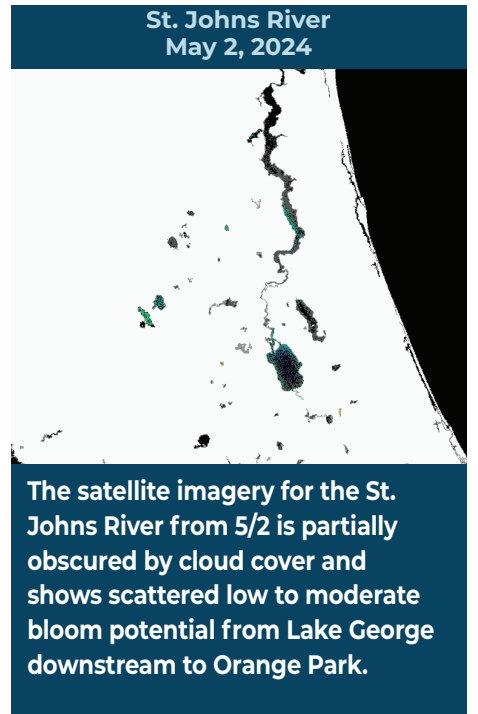 St. Johns River
May 2, 2024
The satellite imagery for the St.
Johns River from 5/2 is partially
obscured by cloud cover and
shows scattered low to moderate
bloom potential from Lake George
downstream to Orange Park.